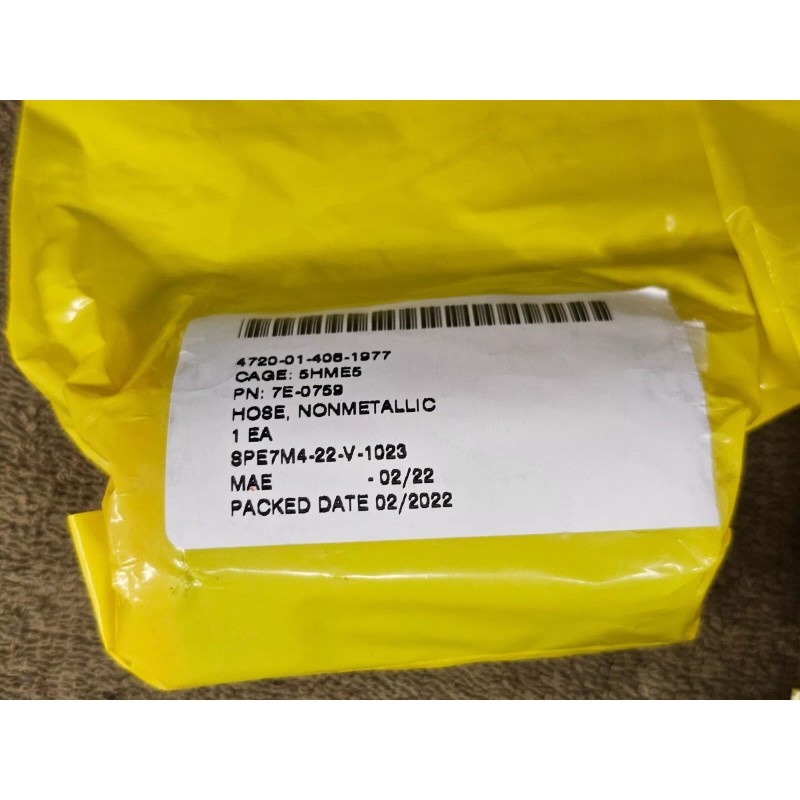 4720-01-408-1977
CAGE: 5HME5
PN: 7E-0759
HOSE, NONMETALLIC
1 EA
SPE7M4-22-V-1023
MAE - 02/22
PACKED DATE 02/2022